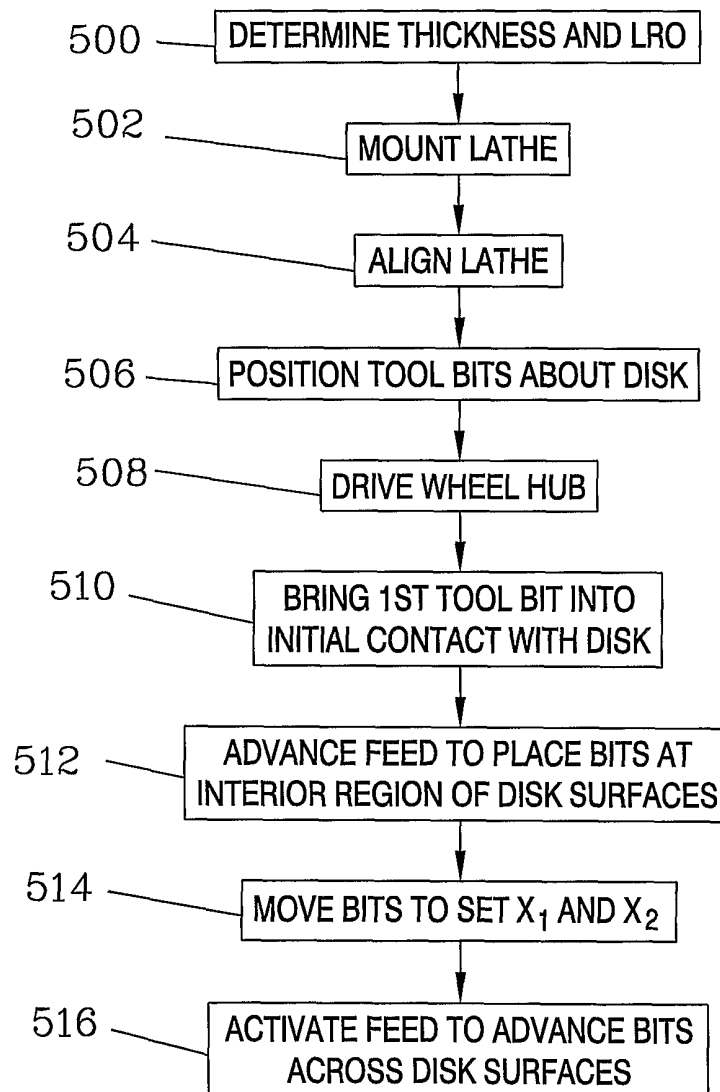 500 DETERMINE THICKNESS AND LRO
502 MOUNT LATHE
504 ALIGN LATHE
506 POSITION TOOL BITS ABOUT DISK
508 DRIVE WHEEL HUB
510 BRING 1ST TOOL BIT INTO
INITIAL CONTACT WITH DISK
512 ADVANCE FEED TO PLACE BITS AT
INTERIOR REGION OF DISK SURFACES
514 MOVE BITS TO SET X₁ AND X₂
516 ACTIVATE FEED TO ADVANCE BITS
ACROSS DISK SURFACES